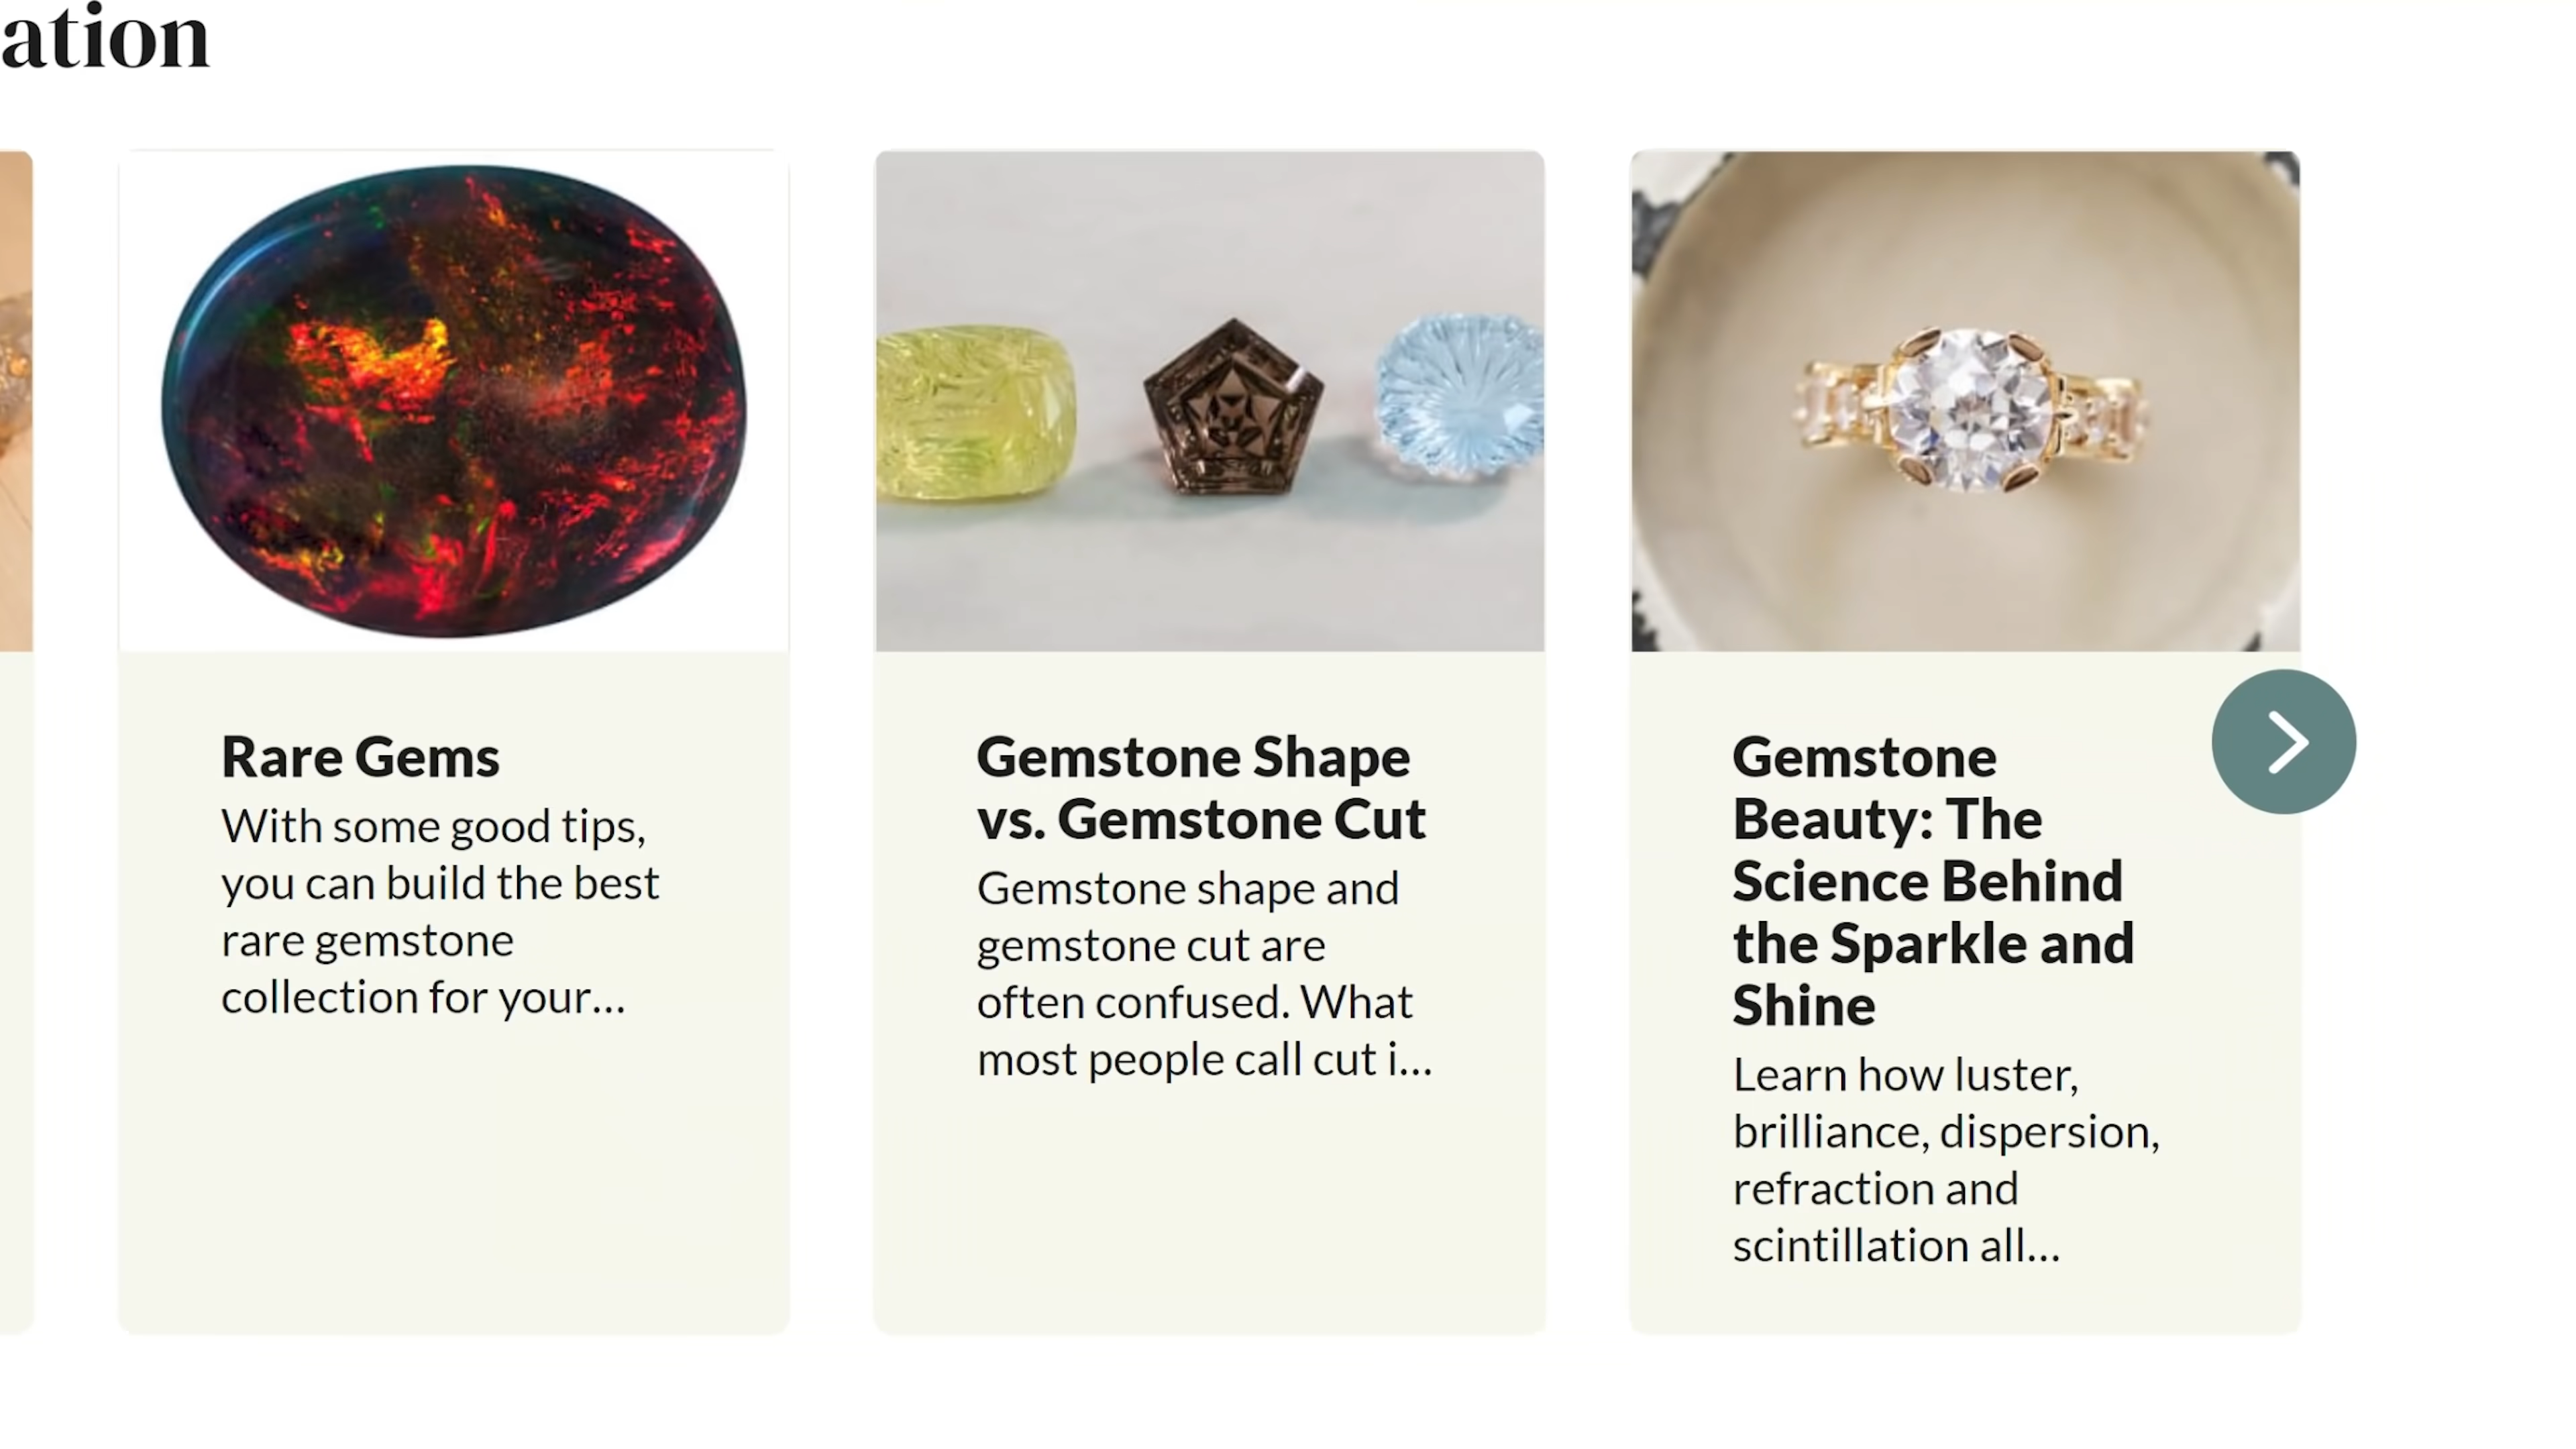 ation
Rare Gems
With some good tips,
you can build the best
rare gemstone
collection for your...
Gemstone Shape
vs. Gemstone Cut
Gemstone shape and
gemstone cut are
often confused. What
most people call cut i...
Gemstone
Beauty: The
Science Behind
the Sparkle and
Shine
Learn how luster,
brilliance, dispersion,
refraction and
scintillation all...